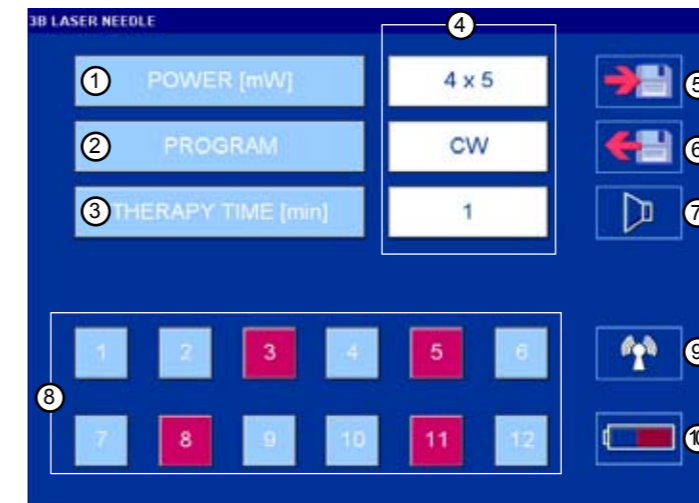 3B LASER NEEDLE
4
1 POWER [mW] 4 x 5 5
2 PROGRAM CW 6
3 THERAPY TIME [min] 1 7
1 2 3 4 5 6 9
8
7 8 9 10 11 12 10